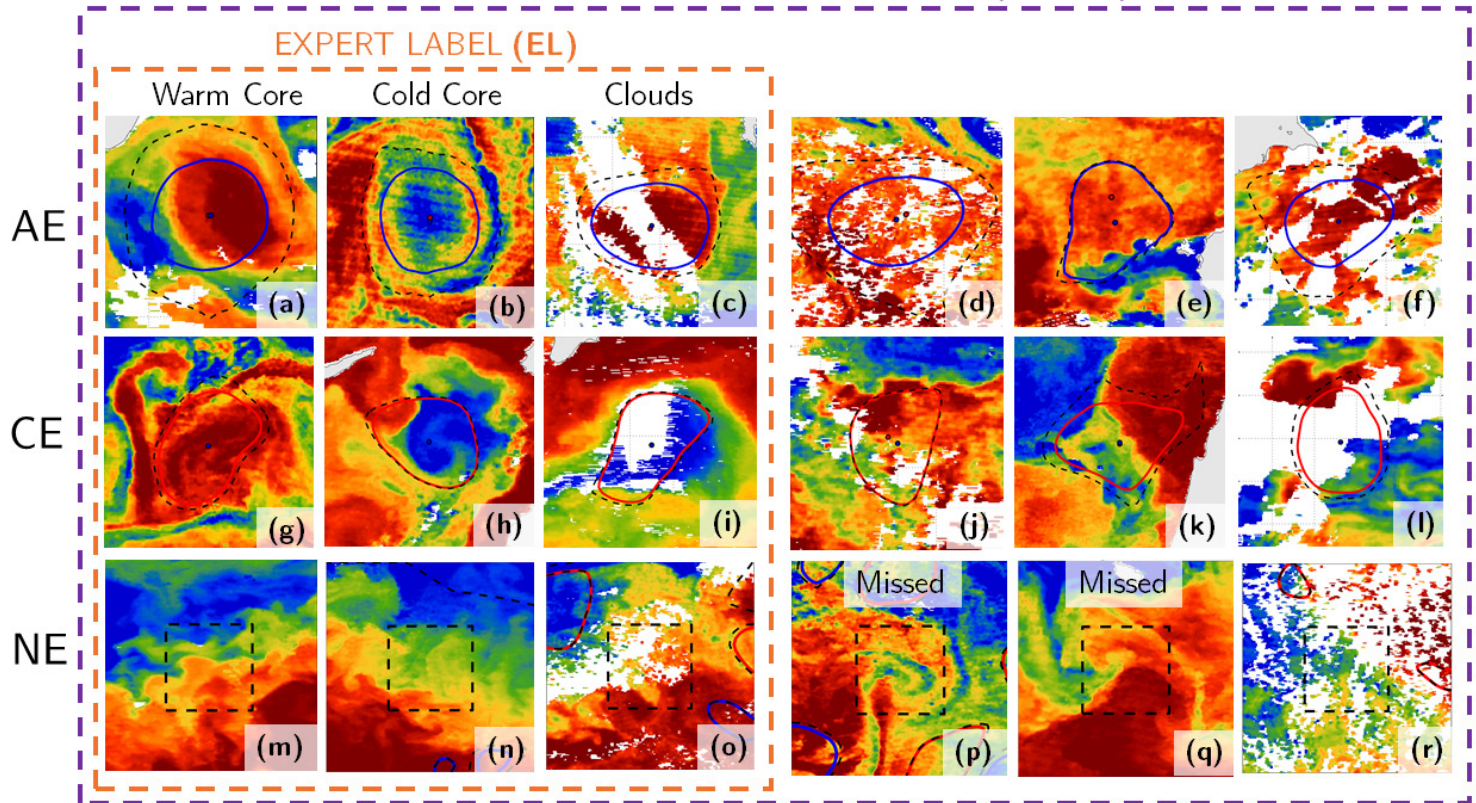 EXPERT LABEL (EL)
Warm Core Cold Core Clouds
AE
(a) (b) (c) (d) (e) (f)
CE
(g) (h) (i) (j) (k) (l)
Missed Missed
NE
(m) (n) (o) (p) (q) (r)